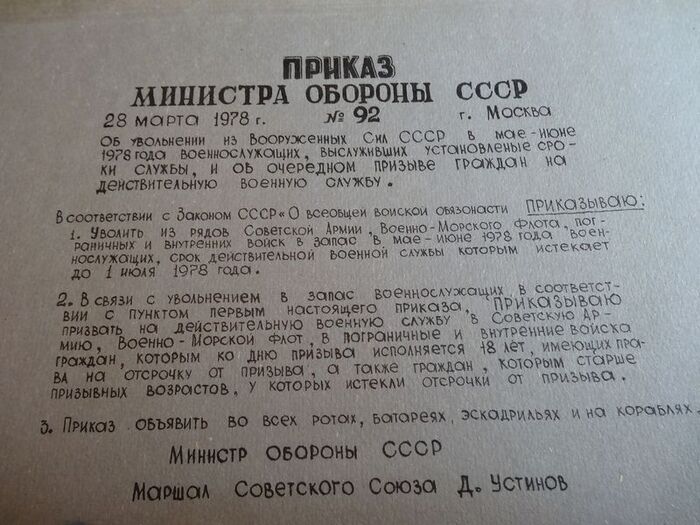 ПРИКАЗ
МИНИСТРА ОБОРОНЫ СССР
28 МАРТА 1978 г. № 92 г. МОСКВА
ОБ УВОЛЬНЕНИИ ИЗ ВООРУЖЕННЫХ СИЛ СССР В МАЕ-ИЮНЕ
1978 ГОДА ВОЕННОСЛУЖАЩИХ, ВЫСЛУЖИВШИХ УСТАНОВЛЕНЫЕ СРО-
КИ СЛУЖБЫ, И ОБ ОЧЕРЕДНОМ ПРИЗЫВЕ ГРАЖДАН НА
ДЕЙСТВИТЕЛЬНУЮ ВОЕННУЮ СЛУЖБУ.
В СООТВЕТСТВИИ С ЗАКОНОМ СССР «О ВСЕОБЩЕЙ ВОИСКОЙ ОБЯЗОНАСТИ ПРИКАЗЫВАЮ:
1. УВОЛИТЬ ИЗ РЯДОВ СОВЕТСКОЙ АРМИИ, ВОЕННО-МОРСКОГО ФЛОТА, ПОГ-
РАНИЧНЫХ И ВНУТРЕННИХ ВОЙСК В ЗАПАС В МАЕ-ИЮНЕ 1978 ГОДА ВОЕН-
НОСЛУЖАЩИХ, СРОК ДЕЙСТВИТЕЛЬНОЙ ВОЕННОЙ СЛУЖБЫ КОТОРЫМ ИСТЕКАЕТ
ДО 1 ИЮЛЯ 1978 ГОДА.
2. В СВЯЗИ С УВОЛЬНЕНИЕМ В ЗАПАС ВОЕННОСЛУЖАЩИХ, В СООТВЕТСТ-
ВИИ С ПУНКТОМ ПЕРВЫМ НАСТОЯЩЕГО ПРИКАЗА, ПРИКАЗЫВАЮ
ПРИЗВАТЬ НА ДЕЙСТВИТЕЛЬНУЮ ВОЕННУЮ СЛУЖБУ В СОВЕТСКУЮ АР-
МИЮ, ВОЕННО-МОРСКОЙ ФЛОТ, В ПОГРАНИЧНЫЕ И ВНУТРЕННИЕ ВОЙСКА
ГРАЖДАН, КОТОРЫМ КО ДНЮ ПРИЗЫВА ИСПОЛНЯЕТСЯ 18 ЛЕТ, ИМЕЮЩИХ ПРА-
ВА НА ОТСРОЧКУ ОТ ПРИЗЫВА, А ТАКЖЕ ГРАЖДАН, КОТОРЫМ СТАРШЕ
ПРИЗЫВНЫХ ВОЗРАСТОВ, У КОТОРЫХ ИСТЕКЛИ ОТСРОЧКИ ОТ ПРИЗЫВА.
3. ПРИКАЗ ОБЪЯВИТЬ ВО ВСЕХ РОТАХ, БАТАРЕЯХ, ЭСКАДРИЛЬЯХ И НА КОРАБЛЯХ.
МИНИСТР ОБОРОНЫ СССР
МАРШАЛ СОВЕТСКОГО СОЮЗА Д. УСТИНОВ